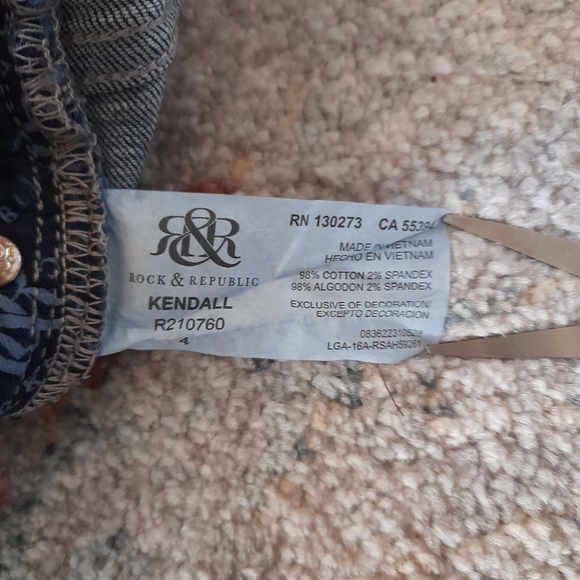 R&R
ROCK & REPUBLIC
KENDALL
R210760
4
RN 130273 CA
MADE IN VIETNAM
HECHO EN VIETNAM
98% COTTON 2% SPANDEX
98% ALGODON 2% SPANDEX
EXCLUSIVE OF DECORATION/
EXCEPTO DECORACION